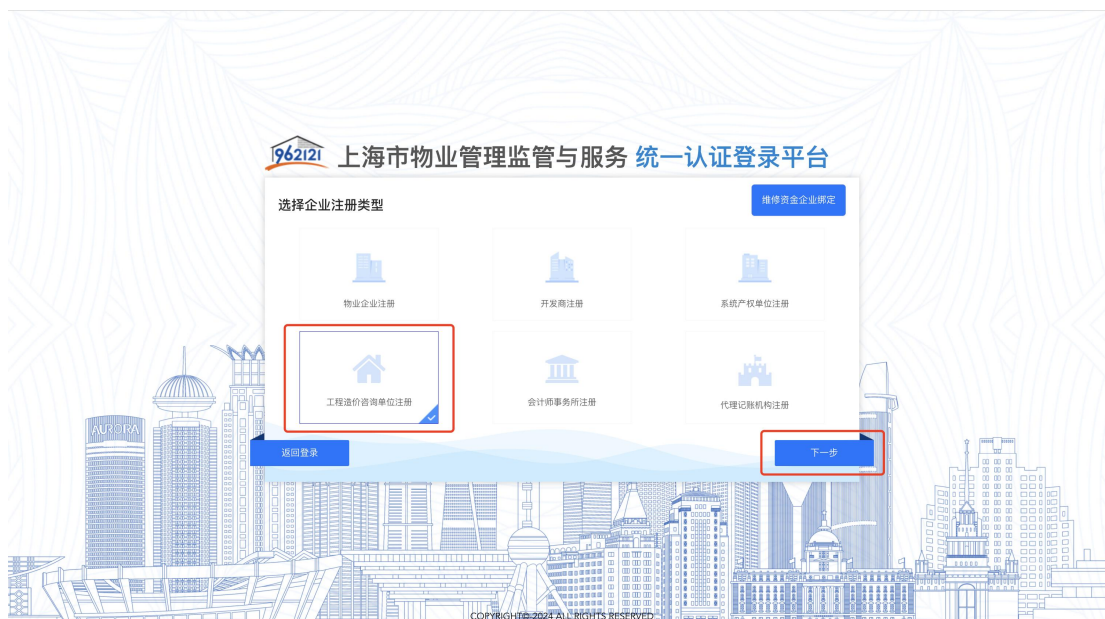 962121 上海市物业管理监管与服务 统一认证登录平台
选择企业注册类型
维修资金企业绑定
物业企业注册
开发商注册
系统产权单位注册
工程造价咨询单位注册
会计师事务所注册
代理记账机构注册
AURORA
返回登录
下一步
COPYRIGHT© 2024 ALL RIGHTS RESERVED